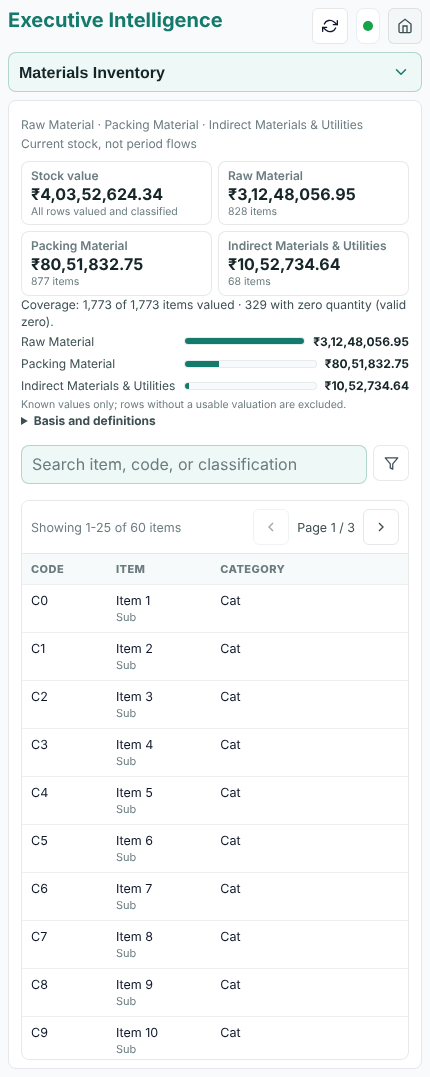 Executive Intelligence
Materials Inventory
Raw Material · Packing Material · Indirect Materials & Utilities
Current stock, not period flows
Stock value
₹4,03,52,624.34
All rows valued and classified
Raw Material
₹3,12,48,056.95
828 items
Packing Material
₹80,51,832.75
877 items
Indirect Materials & Utilities
₹10,52,734.64
68 items
Coverage: 1,773 of 1,773 items valued · 329 with zero quantity (valid
zero).
Raw Material ₹3,12,48,056.95
Packing Material ₹80,51,832.75
Indirect Materials & Utilities ₹10,52,734.64
Known values only; rows without a usable valuation are excluded.
Basis and definitions
Search item, code, or classification
Showing 1-25 of 60 items
Page 1 / 3
CODE ITEM CATEGORY
C0 Item 1 Cat
Sub
C1 Item 2 Cat
Sub
C2 Item 3 Cat
Sub
C3 Item 4 Cat
Sub
C4 Item 5 Cat
Sub
C5 Item 6 Cat
Sub
C6 Item 7 Cat
Sub
C7 Item 8 Cat
Sub
C8 Item 9 Cat
Sub
C9 Item 10 Cat
Sub